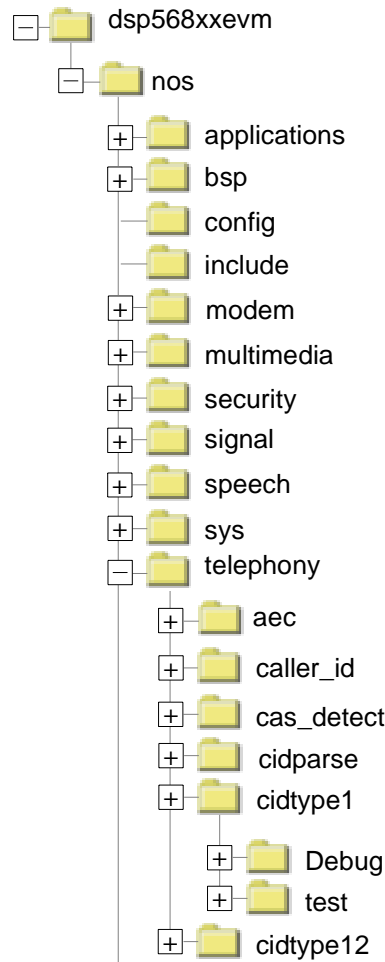 dsp568xxevm
nos
applications
bsp
config
include
modem
multimedia
security
signal
speech
sys
telephony
aec
caller_id
cas_detect
cidparse
cidtype1
Debug
test
cidtype12